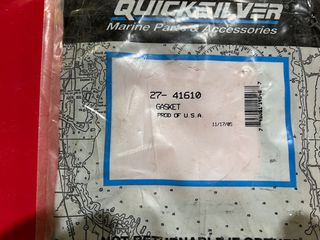 QUICKSILVER
Marine Parts & Accessories
27- 41610
GASKET
PROD OF U.S.A.
11/17/05